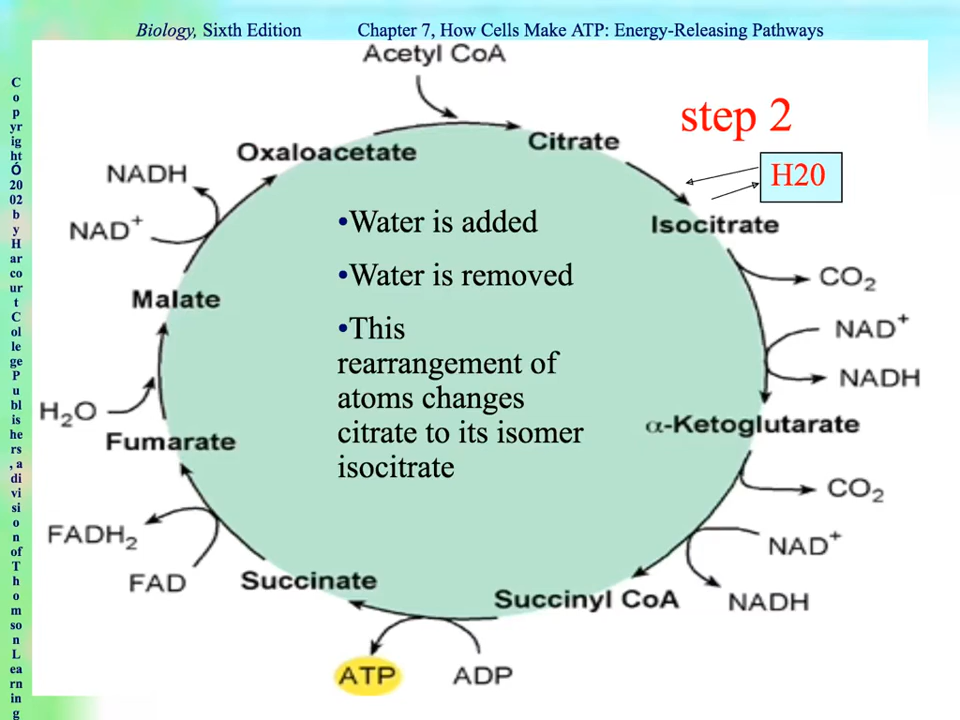 Biology, Sixth Edition
Chapter 7, How Cells Make ATP: Energy-Releasing Pathways
CopyrightÓ 2002 by Harcourt College Publishers, a division of Thomson Learning
Acetyl CoA
step 2
Citrate
Oxaloacetate
NADH
H20
•Water is added
Isocitrate
NAD+
•Water is removed
CO2
Malate
•This
rearrangement of
atoms changes
citrate to its isomer
isocitrate
NAD+
NADH
H2O
Fumarate
α-Ketoglutarate
CO2
FADH2
NAD+
FAD
Succinate
Succinyl CoA
NADH
ATP
ADP